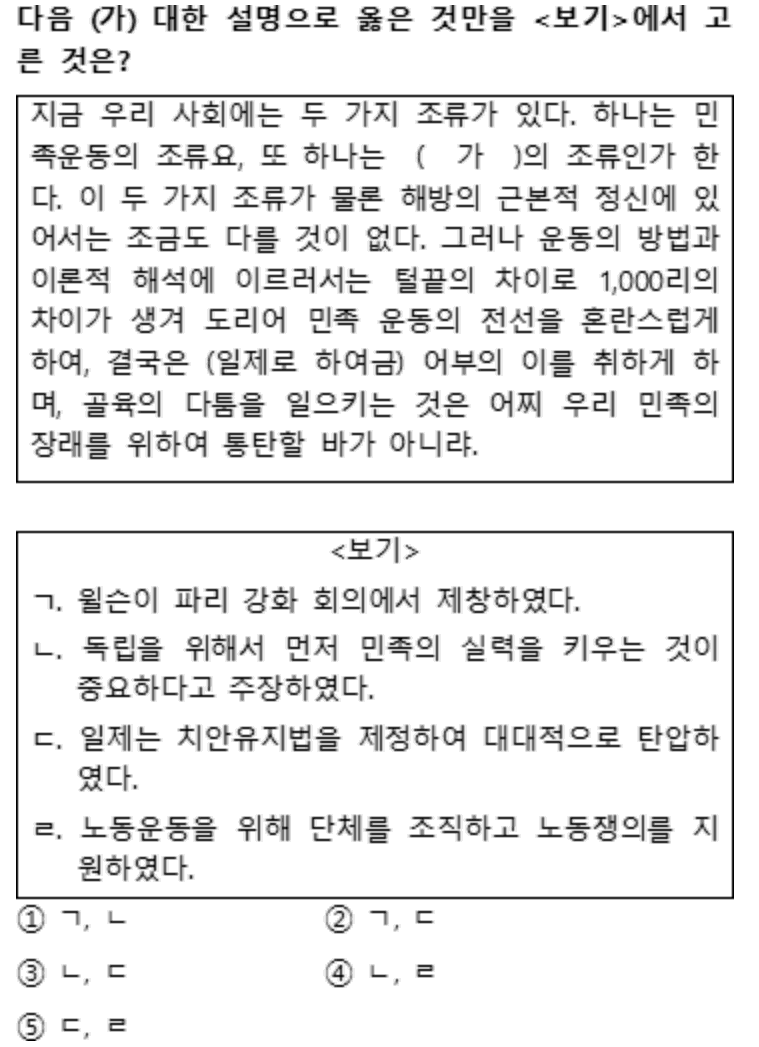 다음 (가) 대한 설명으로 옳은 것만을 <보기>에서 고
른 것은?
지금 우리 사회에는 두 가지 조류가 있다. 하나는 민
족운동의 조류요, 또 하나는 ( 가 )의 조류인가 한
다. 이 두 가지 조류가 물론 해방의 근본적 정신에 있
어서는 조금도 다를 것이 없다. 그러나 운동의 방법과
이론적 해석에 이르러서는 털끝의 차이로 1,000리의
차이가 생겨 도리어 민족 운동의 전선을 혼란스럽게
하여, 결국은 (일제로 하여금) 어부의 이를 취하게 하
며, 골육의 다툼을 일으키는 것은 어찌 우리 민족의
장래를 위하여 통탄할 바가 아니랴.
<보기>
ㄱ. 윌슨이 파리 강화 회의에서 제창하였다.
ㄴ. 독립을 위해서 먼저 민족의 실력을 키우는 것이
중요하다고 주장하였다.
ㄷ. 일제는 치안유지법을 제정하여 대대적으로 탄압하
였다.
ㄹ. 노동운동을 위해 단체를 조직하고 노동쟁의를 지
원하였다.
① ㄱ, ㄴ ② ㄱ, ㄷ
③ ㄴ, ㄷ ④ ㄴ, ㄹ
⑤ ㄷ, ㄹ